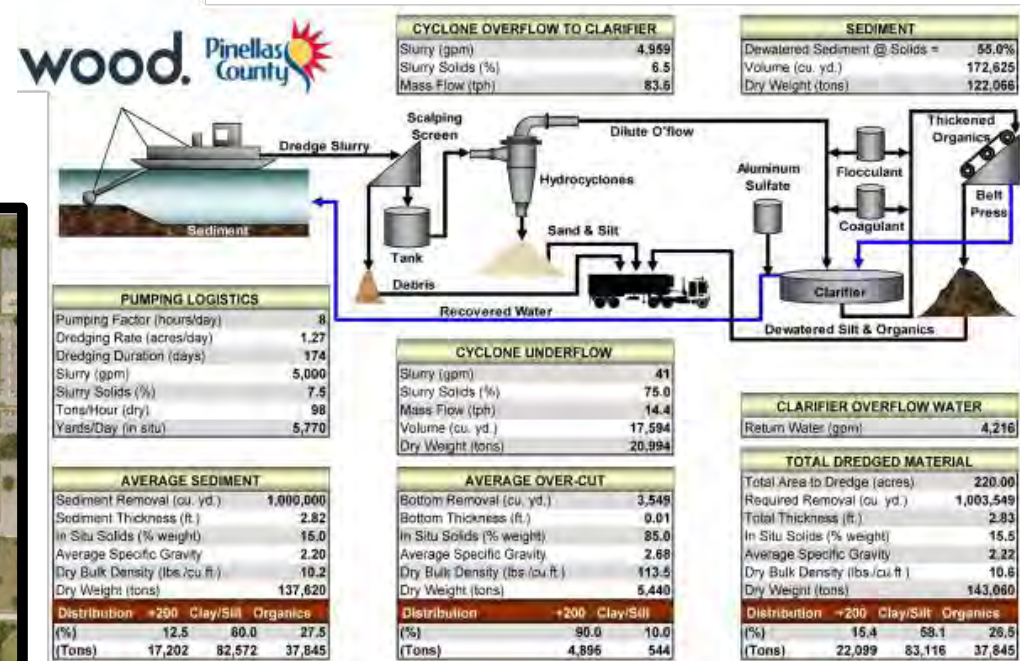 wood.
Pinellas
County
CYCLONE OVERFLOW TO CLARIFIER
Slurry (gpm) 4,959
Slurry Solids (%) 6.5
Mass Flow (tph) 83.6
SEDIMENT
Dewatered Sediment @ Solids = 55.0%
Volume (cu. yd.) 172,625
Dry Weight (tons) 122,066
Dredge Slurry
Scalping
Screen
Tank
Debris
Hydrocyclones
Dilute O'flow
Sand & Silt
Aluminum
Sulfate
Flocculant
Coagulant
Thickened
Organics
Belt
Press
Clarifier
Sediment
Recovered Water
Dewatered Silt & Organics
PUMPING LOGISTICS
Pumping Factor (hours/day) 8
Dredging Rate (acres/day) 1.27
Dredging Duration (days) 174
Slurry (gpm) 5,000
Slurry Solids (%) 7.5
Tons/Hour (dry) 98
Yards/Day (in situ) 5,770
CYCLONE UNDERFLOW
Slurry (gpm) 41
Slurry Solids (%) 75.0
Mass Flow (tph) 14.4
Volume (cu. yd.) 17,594
Dry Weight (tons) 20,994
CLARIFIER OVERFLOW WATER
Return Water (gpm) 4,216
AVERAGE SEDIMENT
Sediment Removal (cu. yd.) 1,000,000
Sediment Thickness (ft.) 2.82
In Situ Solids (% weight) 15.0
Average Specific Gravity 2.20
Dry Bulk Density (lbs./cu.ft.) 10.2
Dry Weight (tons) 137,620
Distribution +200 Clay/Silt Organics
(%) 12.5 60.0 27.5
(Tons) 17,202 82,572 37,845
AVERAGE OVER-CUT
Bottom Removal (cu. yd.) 3,549
Bottom Thickness (ft.) 0.01
In Situ Solids (% weight) 85.0
Average Specific Gravity 2.68
Dry Bulk Density (lbs./cu.ft.) 113.5
Dry Weight (tons) 5,440
Distribution +200 Clay/Silt
(%) 90.0 10.0
(Tons) 4,896 544
TOTAL DREDGED MATERIAL
Total Area to Dredge (acres) 220.00
Required Removal (cu. yd.) 1,003,549
Total Thickness (ft.) 2.83
In Situ Solids (% weight) 15.5
Average Specific Gravity 2.22
Dry Bulk Density (lbs./cu.ft.) 10.6
Dry Weight (tons) 143,060
Distribution +200 Clay/Silt Organics
(%) 15.4 58.1 26.5
(Tons) 22,099 83,116 37,845